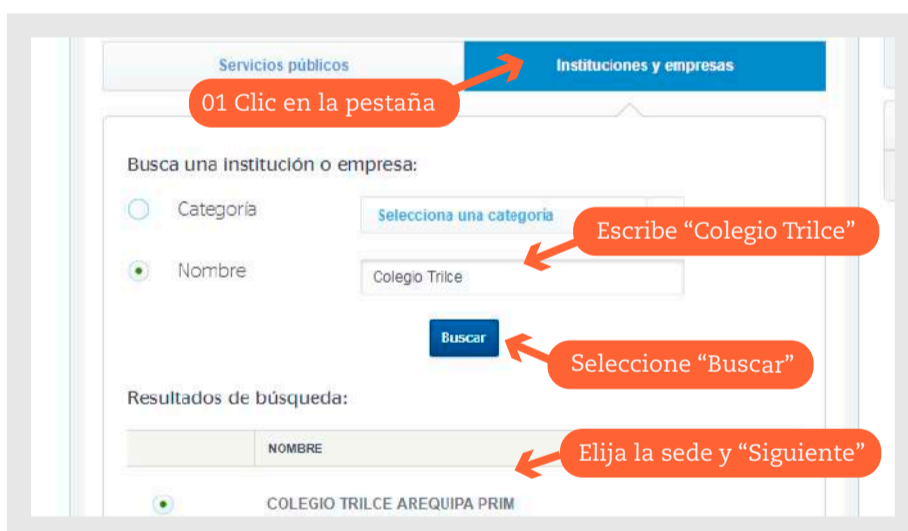 Servicios públicos
Instituciones y empresas
01 Clic en la pestaña
Busca una institución o empresa:
Categoría
Selecciona una categoría
Escribe “Colegio Trilce”
Nombre
Colegio Trilce
Buscar
Seleccione “Buscar”
Resultados de búsqueda:
NOMBRE
Elija la sede y “Siguiente”
COLEGIO TRILCE AREQUIPA PRIM